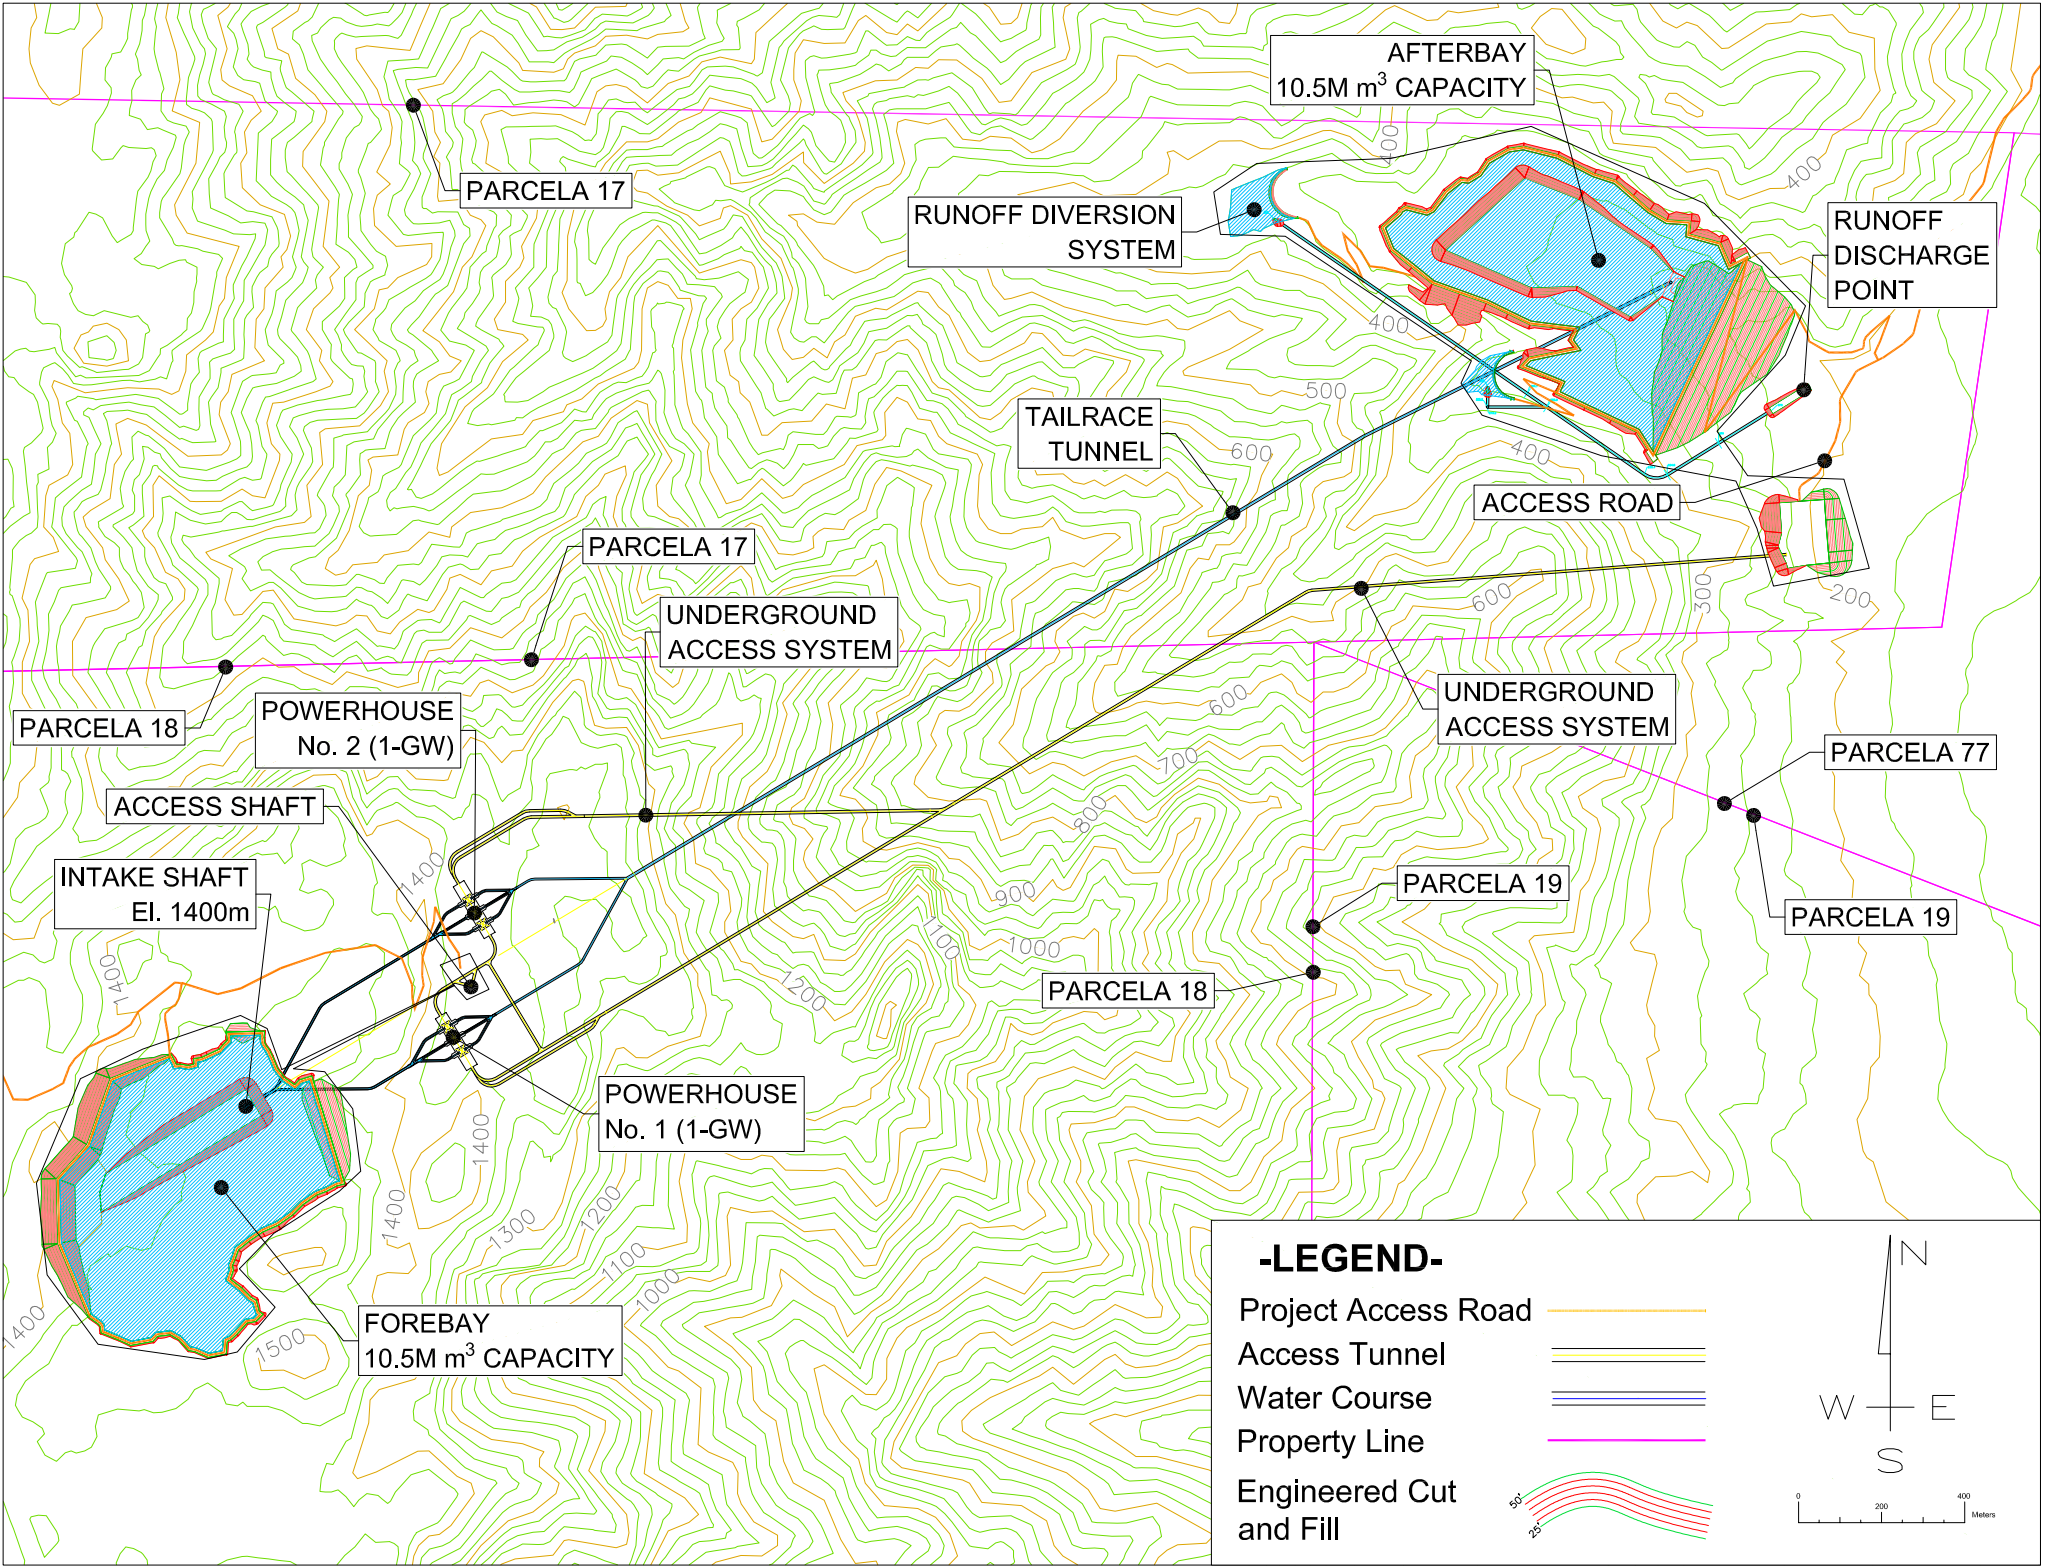 AFTERBAY
10.5M m³ CAPACITY
400
400
PARCELA 17
RUNOFF DIVERSION
SYSTEM
RUNOFF
DISCHARGE
POINT
400
500
TAILRACE
TUNNEL
600
400
ACCESS ROAD
PARCELA 17
UNDERGROUND
ACCESS SYSTEM
600
300
200
PARCELA 18
POWERHOUSE
No. 2 (1-GW)
600
UNDERGROUND
ACCESS SYSTEM
700
PARCELA 77
ACCESS SHAFT
800
INTAKE SHAFT
El. 1400m
1400
900
PARCELA 19
PARCELA 19
1100
1000
1400
1200
PARCELA 18
POWERHOUSE
No. 1 (1-GW)
1400
1400
1300
1200
1100
1000
1400
1500
FOREBAY
10.5M m³ CAPACITY
-LEGEND-
Project Access Road
Access Tunnel
Water Course
Property Line
Engineered Cut
and Fill
50'
25'
N
W E
S
0 200 400
Meters